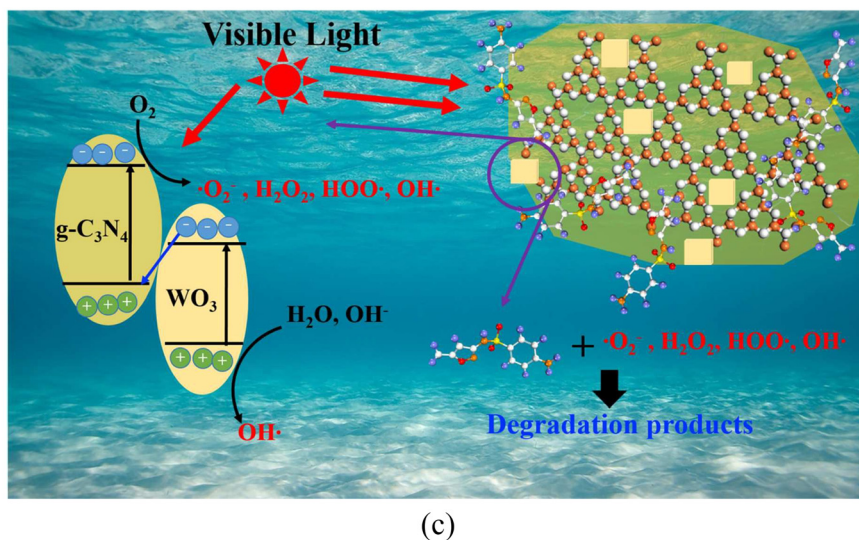 Visible Light
O₂
·O₂⁻ , H₂O₂, HOO·, OH·
g-C₃N₄
WO₃
H₂O, OH⁻
OH·
+ ·O₂⁻ , H₂O₂, HOO·, OH·
Degradation products
(c)